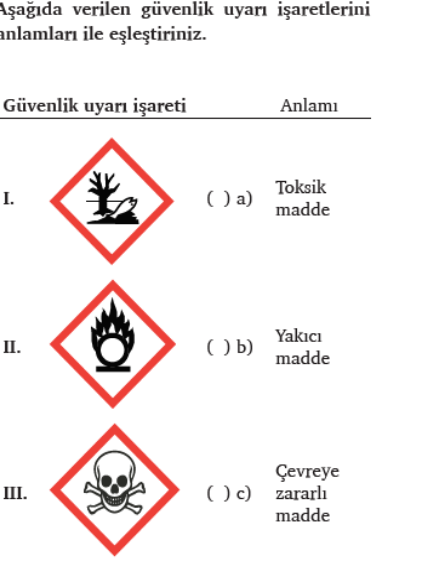 Aşağıda verilen güvenlik uyarı işaretlerini
anlamları ile eşleştiriniz.
Güvenlik uyarı işareti Anlamı
I. ( ) a) Toksik
madde
II. ( ) b) Yakıcı
madde
III. ( ) c) Çevreye
zararlı
madde